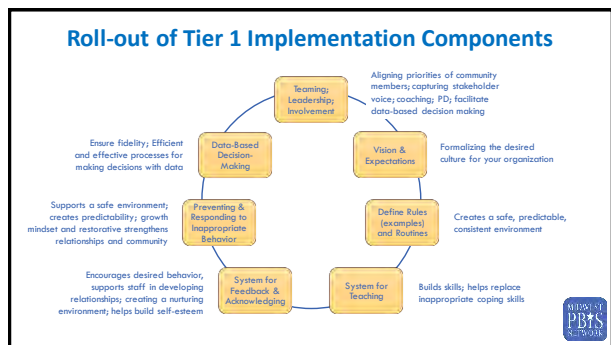 Roll-out of Tier 1 Implementation Components
Teaming;
Leadership;
Involvement
Aligning priorities of community
members; capturing stakeholder
voice; coaching; PD; facilitate
data-based decision making
Vision &
Expectations
Formalizing the desired
culture for your organization
Define Rules
(examples) and
Routines
Creates a safe, predictable,
consistent environment
System for
Teaching
Builds skills; helps replace
inappropriate coping skills
System for
Feedback &
Acknowledging
Encourages desired behavior,
supports staff in developing
relationships; creating a nurturing
environment; helps build self-esteem
Preventing &
Responding to
Inappropriate
Behavior
Supports a safe environment;
creates predictability; growth
mindset and restorative strengthens
relationships and community
Data-Based
Decision-
Making
Ensure fidelity; Efficient
and effective processes for
making decisions with data
MIDWEST
PBIS
NETWORK